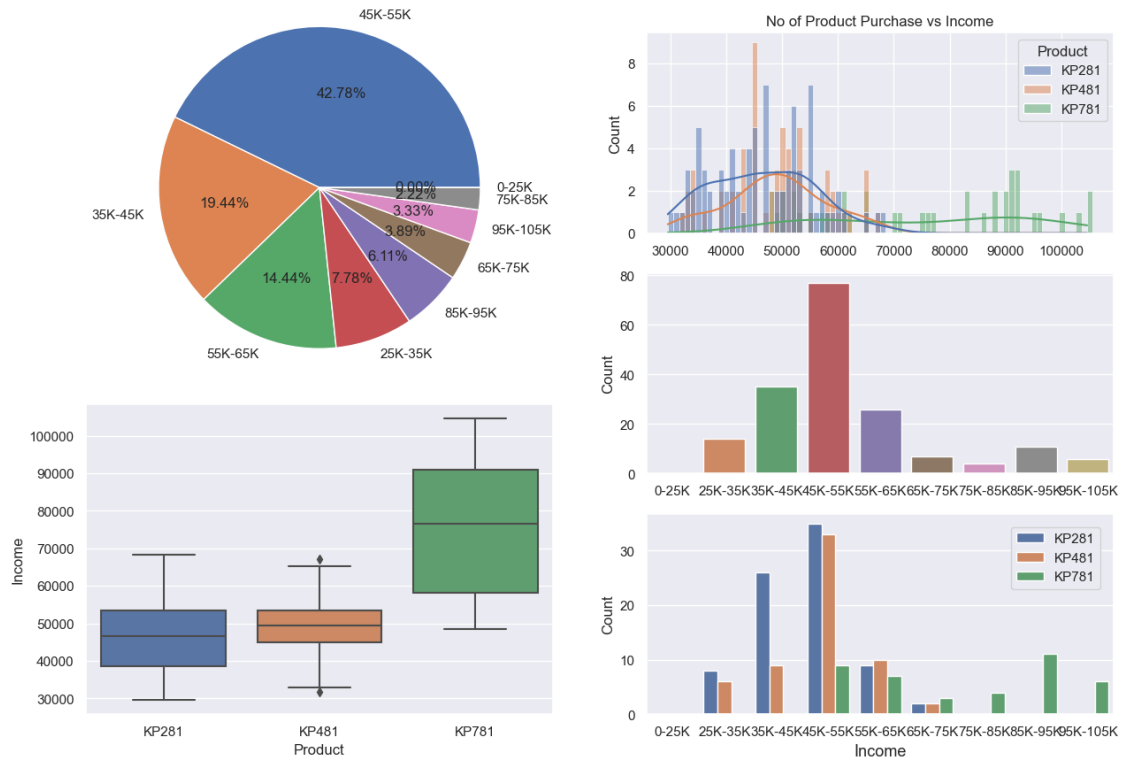 45K-55K
42.78%
35K-45K
19.44%
0.00%
0-25K
2.22%
75K-85K
3.33%
95K-105K
3.89%
65K-75K
6.11%
85K-95K
14.44%
7.78%
55K-65K
25K-35K
100000
90000
80000
70000
60000
50000
40000
30000
Income
KP281 KP481 KP781
Product
No of Product Purchase vs Income
Product
KP281
KP481
KP781
8
6
4
2
0
Count
30000 40000 50000 60000 70000 80000 90000 100000
80
60
40
20
0
Count
0-25K 25K-35K 35K-45K 45K-55K 55K-65K 65K-75K 75K-85K 85K-95K 95K-105K
KP281
KP481
KP781
30
20
10
0
Count
0-25K 25K-35K 35K-45K 45K-55K 55K-65K 65K-75K 75K-85K 85K-95K 95K-105K
Income